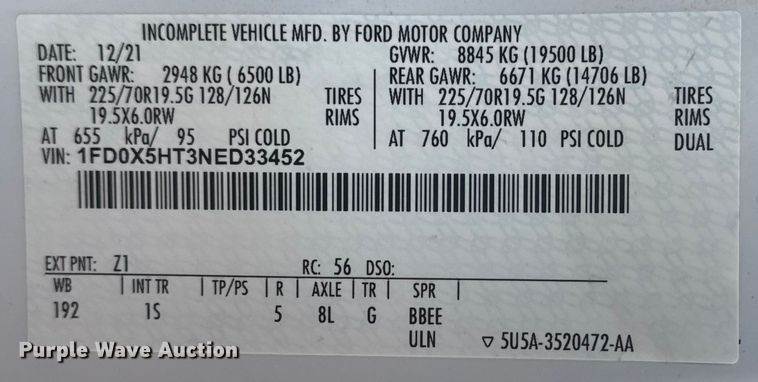 INCOMPLETE VEHICLE MFD. BY FORD MOTOR COMPANY
DATE: 12/21 GVWR: 8845 KG (19500 LB)
FRONT GAWR: 2948 KG ( 6500 LB) REAR GAWR: 6671 KG (14706 LB)
WITH 225/70R19.5G 128/126N TIRES WITH 225/70R19.5G 128/126N TIRES
19.5X6.0RW RIMS 19.5X6.0RW RIMS
AT 655 kPa/ 95 PSI COLD AT 760 kPa/ 110 PSI COLD DUAL
VIN: 1FD0X5HT3NED33452
EXT PNT: Z1 RC: 56 DSO:
WB | INT TR | TP/PS | R | AXLE | TR | SPR |
192 1S 5 8L G BBEE
ULN ▽ 5U5A-3520472-AA
Purple Wave Auction